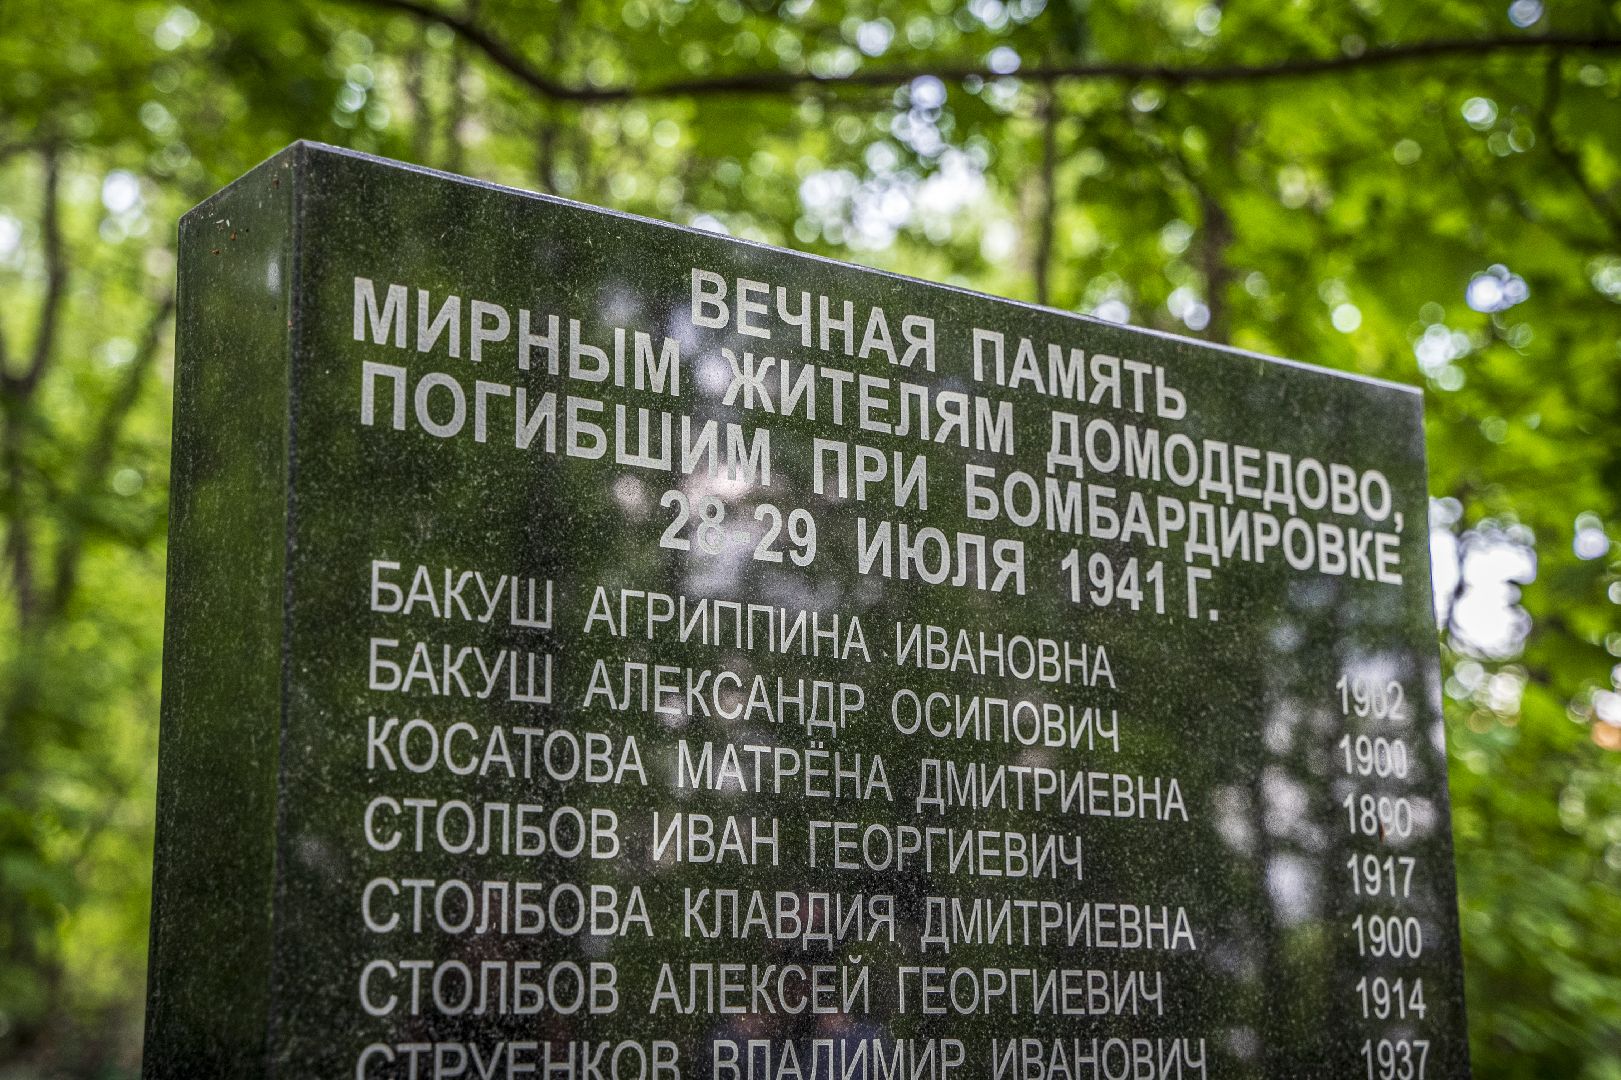 ВЕЧНАЯ ПАМЯТЬ
МИРНЫМ ЖИТЕЛЯМ ДОМОДЕДОВО,
ПОГИБШИМ ПРИ БОМБАРДИРОВКЕ
28-29 ИЮЛЯ 1941 Г.
БАКУШ АГРИППИНА ИВАНОВНА 1902
БАКУШ АЛЕКСАНДР ОСИПОВИЧ 1900
КОСАТОВА МАТРЁНА ДМИТРИЕВНА 1890
СТОЛБОВ ИВАН ГЕОРГИЕВИЧ 1917
СТОЛБОВА КЛАВДИЯ ДМИТРИЕВНА 1900
СТОЛБОВ АЛЕКСЕЙ ГЕОРГИЕВИЧ 1914
СТРУЕНКОВ ВЛАДИМИР ИВАНОВИЧ 1937